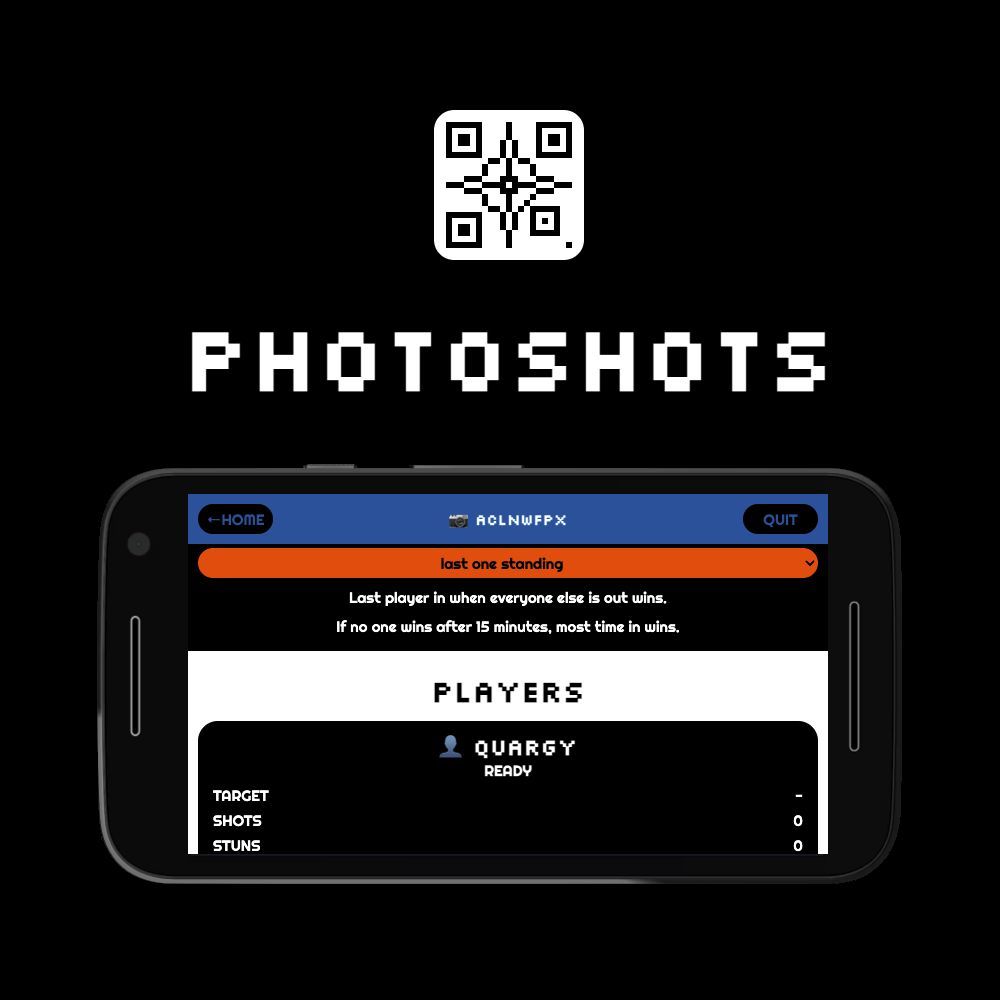 PHOTOSHOTS
←HOME
ACLNWFPX
QUIT
last one standing
Last player in when everyone else is out wins.
If no one wins after 15 minutes, most time in wins.
PLAYERS
QUARGY
READY
TARGET -
SHOTS 0
STUNS 0